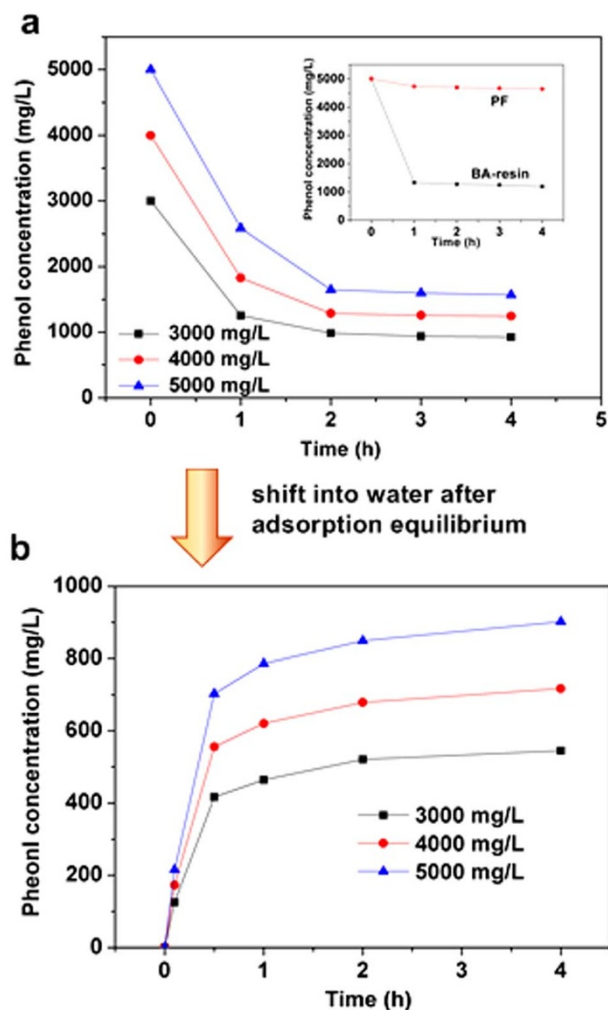 a
Phenol concentration (mg/L)
5000
4000
3000
2000
1000
0
3000 mg/L
4000 mg/L
5000 mg/L
0 1 2 3 4 5
Time (h)
Phenol concentration (mg/L)
5000
4000
3000
2000
1000
0
PF
BA-resin
0 1 2 3 4
Time (h)
shift into water after
adsorption equilibrium
b
Pheonl concentration (mg/L)
1000
800
600
400
200
0
3000 mg/L
4000 mg/L
5000 mg/L
0 1 2 3 4
Time (h)